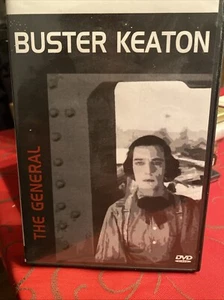 BUSTER KEATON
THE GENERAL
DVD